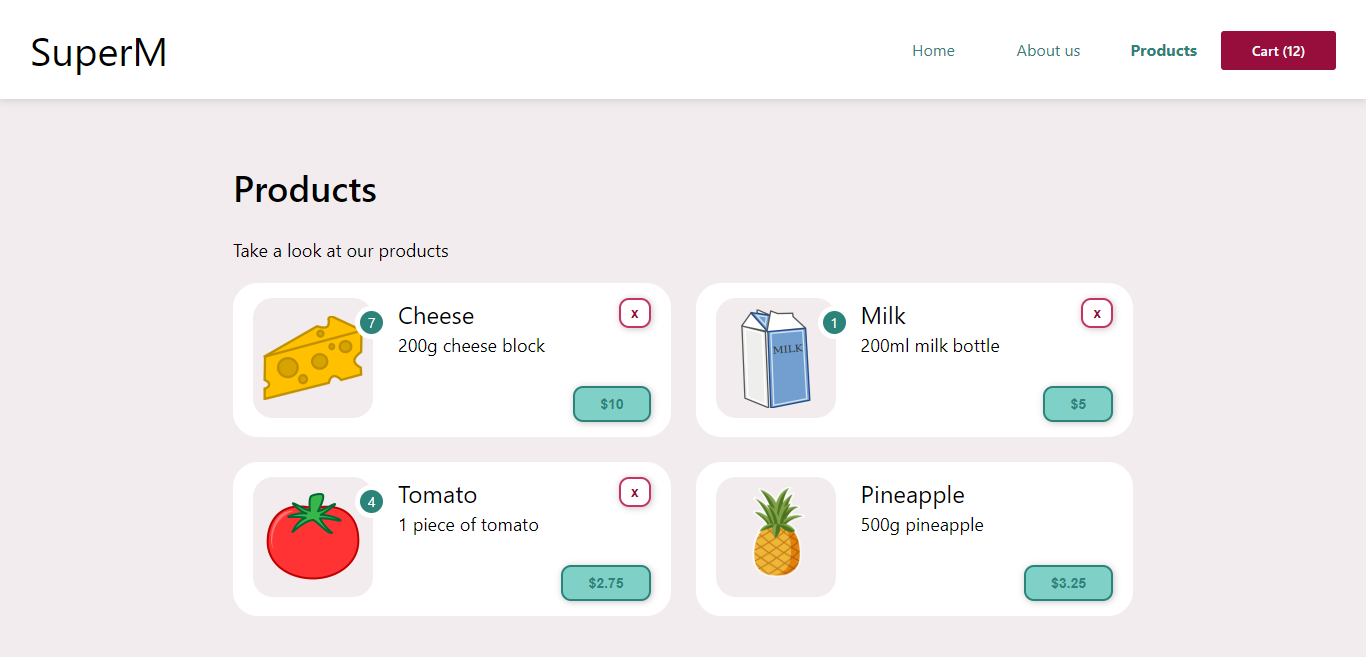 SuperM
Home
About us
Products
Cart (12)
Products
Take a look at our products
7
Cheese
x
200g cheese block
$10
1
Milk
x
200ml milk bottle
MILK
$5
4
Tomato
x
1 piece of tomato
$2.75
Pineapple
500g pineapple
$3.25